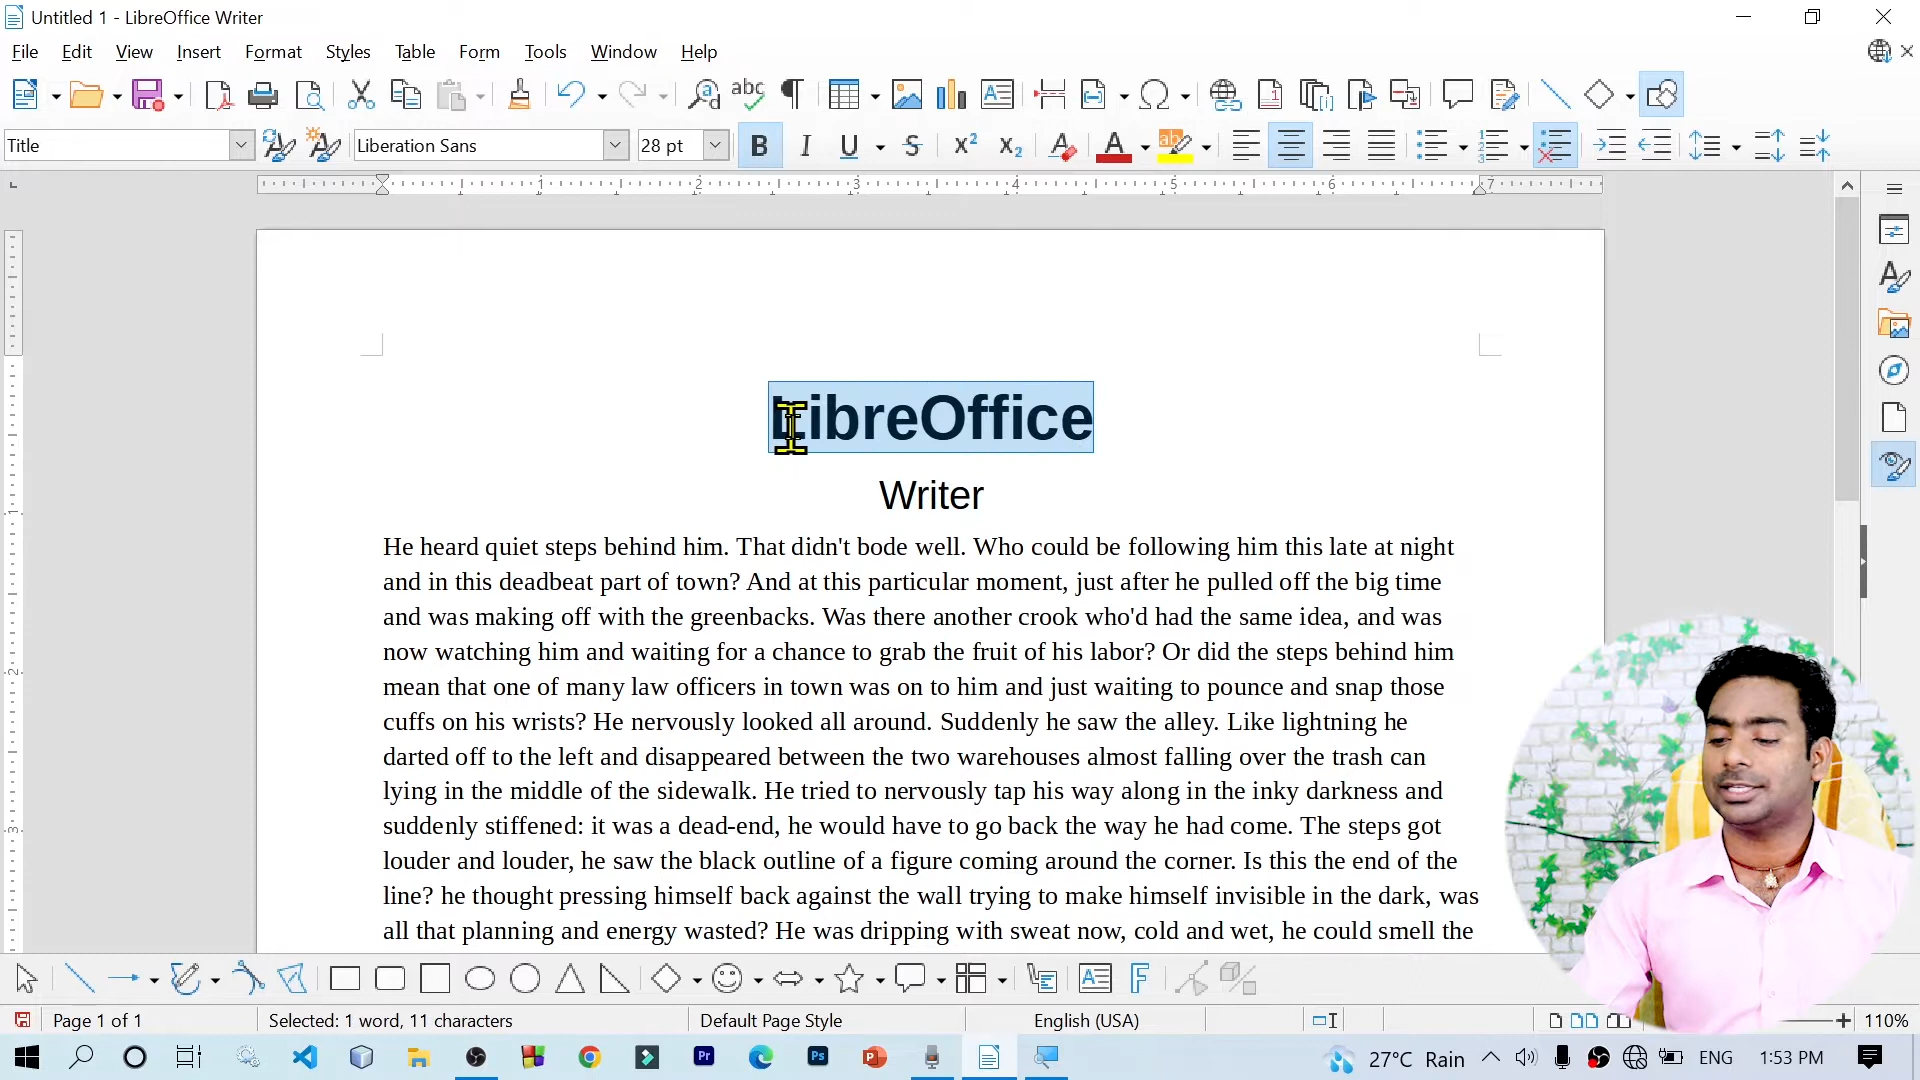 Untitled 1 - LibreOffice Writer
File Edit View Insert Format Styles Table Form Tools Window Help
Title Liberation Sans 28 pt
1 2 3 4 5 6 7
LibreOffice
Writer
He heard quiet steps behind him. That didn't bode well. Who could be following him this late at night
and in this deadbeat part of town? And at this particular moment, just after he pulled off the big time
and was making off with the greenbacks. Was there another crook who'd had the same idea, and was
now watching him and waiting for a chance to grab the fruit of his labor? Or did the steps behind him
mean that one of many law officers in town was on to him and just waiting to pounce and snap those
cuffs on his wrists? He nervously looked all around. Suddenly he saw the alley. Like lightning he
darted off to the left and disappeared between the two warehouses almost falling over the trash can
lying in the middle of the sidewalk. He tried to nervously tap his way along in the inky darkness and
suddenly stiffened: it was a dead-end, he would have to go back the way he had come. The steps got
louder and louder, he saw the black outline of a figure coming around the corner. Is this the end of the
line? he thought pressing himself back against the wall trying to make himself invisible in the dark, was
all that planning and energy wasted? He was dripping with sweat now, cold and wet, he could smell the
Page 1 of 1 Selected: 1 word, 11 characters Default Page Style English (USA) 110%
27°C Rain ENG 1:53 PM